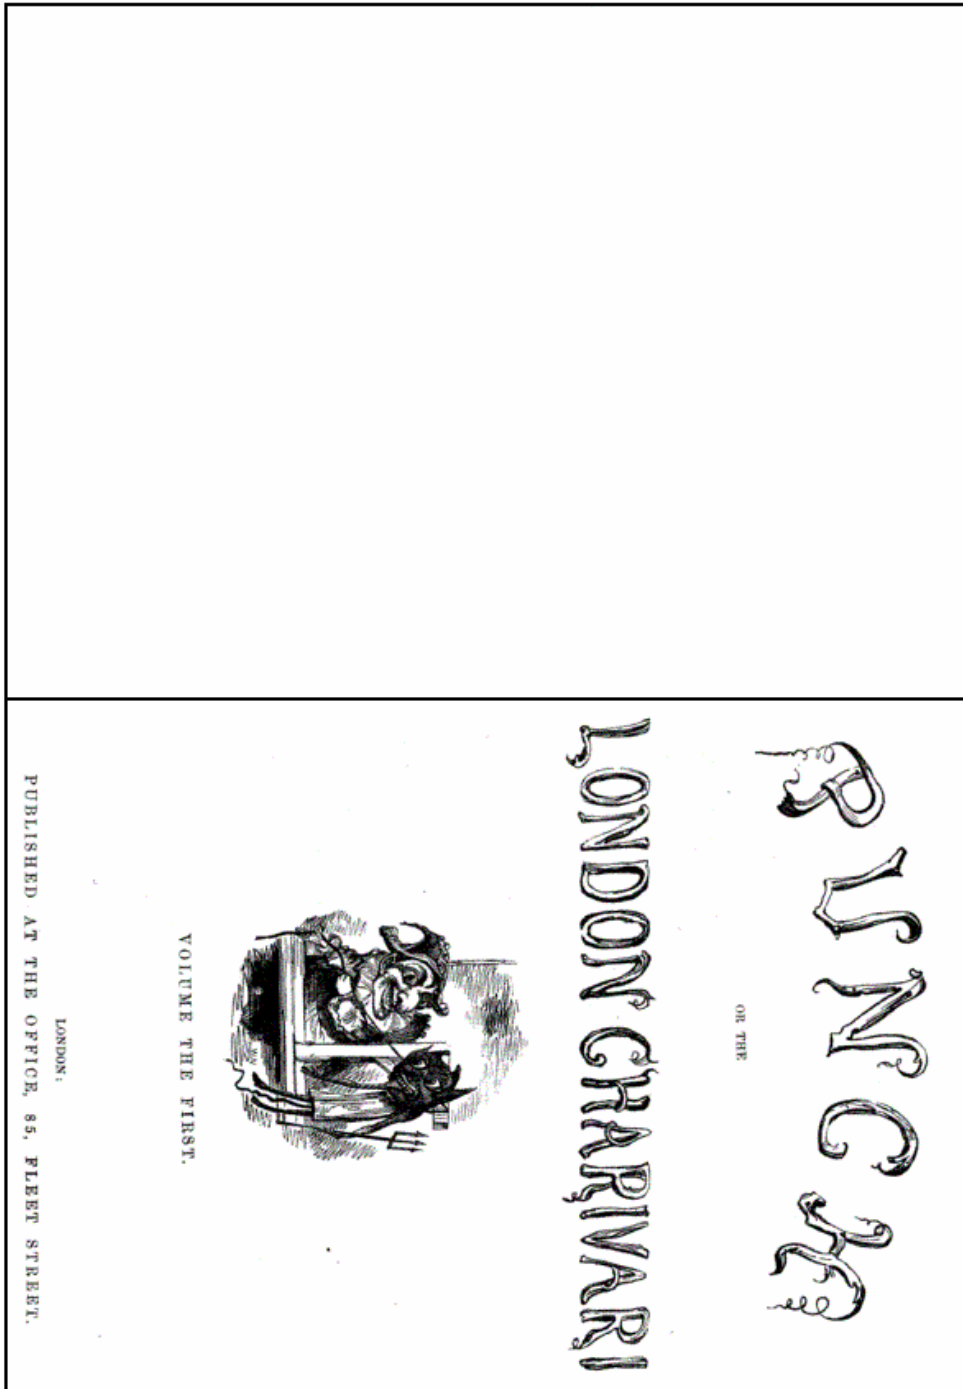 PUNCH
OR THE
LONDON CHARIVARI
VOLUME THE FIRST.
LONDON:
PUBLISHED AT THE OFFICE, 85, FLEET STREET.